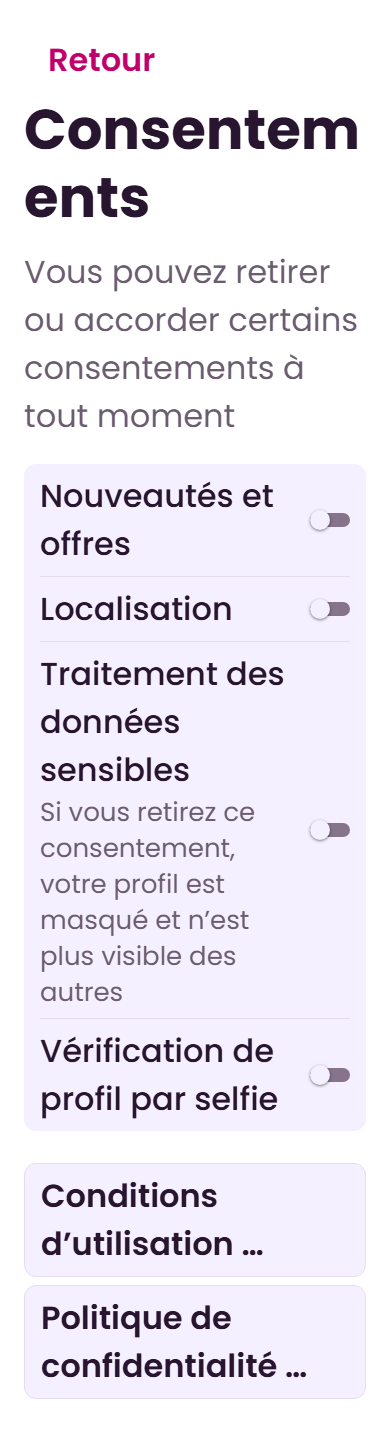 Retour
Consentem
ents
Vous pouvez retirer
ou accorder certains
consentements à
tout moment
Nouveautés et
offres
Localisation
Traitement des
données
sensibles
Si vous retirez ce
consentement,
votre profil est
masqué et n’est
plus visible des
autres
Vérification de
profil par selfie
Conditions
d’utilisation ...
Politique de
confidentialité ...